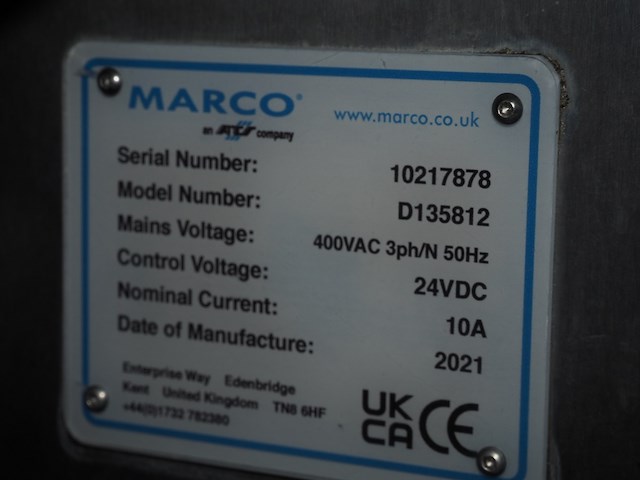 MARCO®
an ATS company
www.marco.co.uk
Serial Number: 10217878
Model Number: D135812
Mains Voltage: 400VAC 3ph/N 50Hz
Control Voltage: 24VDC
Nominal Current: 10A
Date of Manufacture: 2021
Enterprise Way Edenbridge
Kent United Kingdom TN8 6HF
+44(0)1732 782380
UK
CA CE